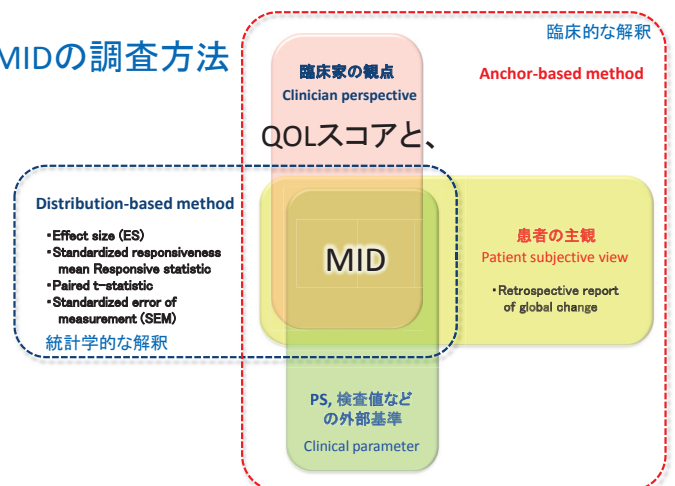 MIDの調査方法
臨床的な解釈
臨床家の観点
Clinician perspective
Anchor-based method
QOLスコアと、
Distribution-based method
•Effect size (ES)
•Standardized responsiveness
mean Responsive statistic
•Paired t-statistic
•Standardized error of
measurement (SEM)
統計学的な解釈
MID
患者の主観
Patient subjective view
•Retrospective report
of global change
PS, 検査値など
の外部基準
Clinical parameter